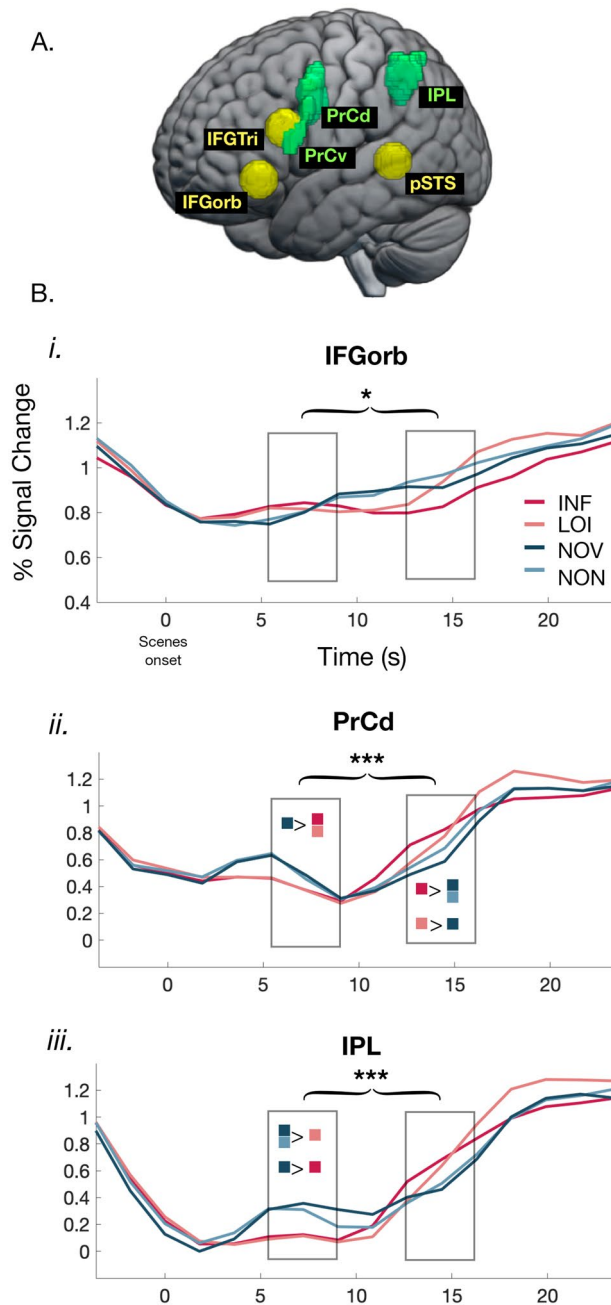 A.
IPL
PrCd
IFGTri
PrCv
pSTS
IFGorb
B.
i.
IFGorb
*
1.2
1
0.8
0.6
0.4
% Signal Change
INF
LOI
NOV
NON
0 5 10 15 20
Scenes
onset
Time (s)
ii.
PrCd
***
1.2
1
0.8
0.6
0.4
0.2
0
>
>
>
0 5 10 15 20
iii.
IPL
***
1.2
1
0.8
0.6
0.4
0.2
0
>
>
0 5 10 15 20